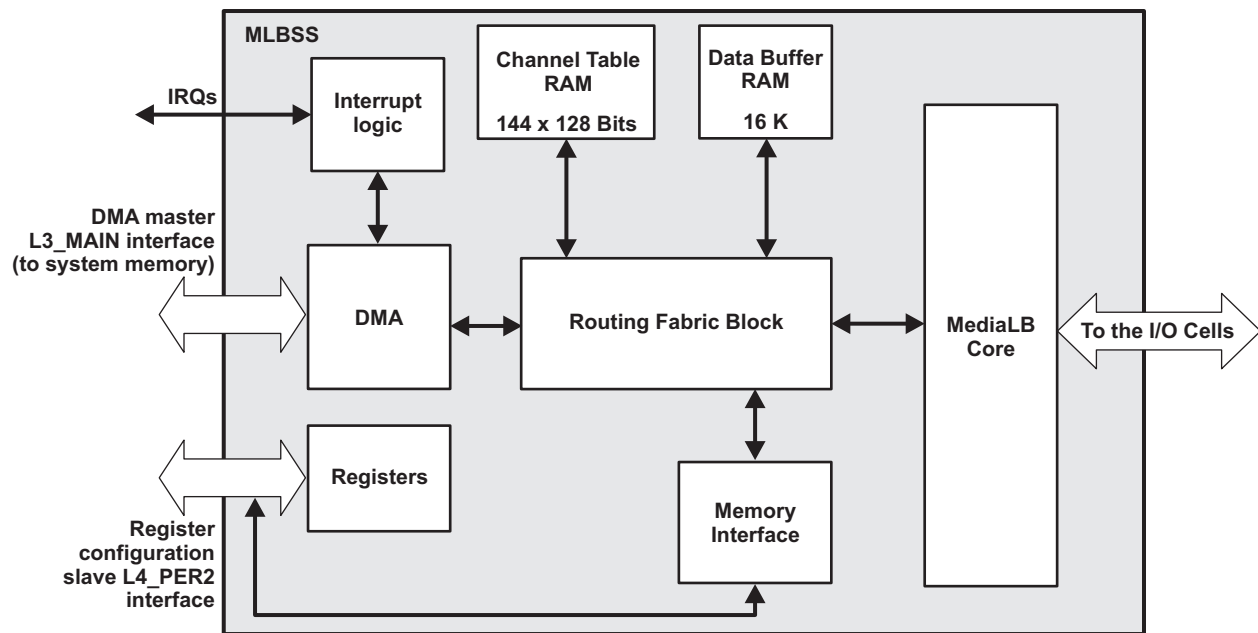 MLBSS
IRQs
Interrupt
logic
Channel Table
RAM
144 x 128 Bits
Data Buffer
RAM
16 K
DMA master
L3_MAIN interface
(to system memory)
DMA
Routing Fabric Block
MediaLB
Core
To the I/O Cells
Registers
Memory
Interface
Register
configuration
slave L4_PER2
interface